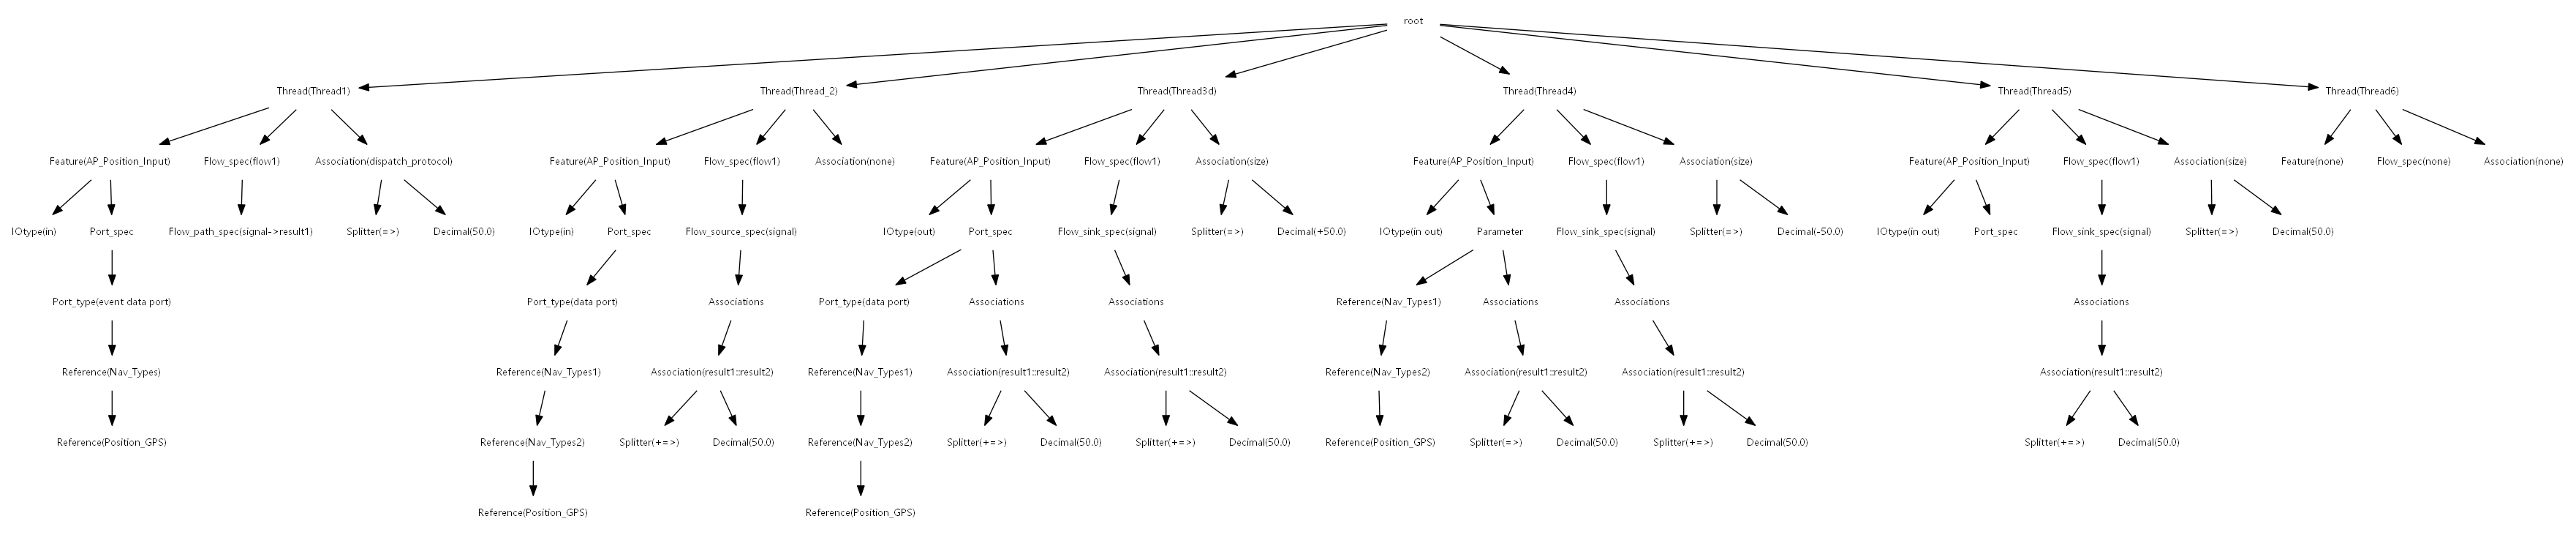 root
Thread(Thread1) Thread(Thread_2) Thread(Thread3d) Thread(Thread4) Thread(Thread5) Thread(Thread6)
Feature(AP_Position_Input) Flow_spec(flow1) Association(dispatch_protocol) Feature(AP_Position_Input) Flow_spec(flow1) Association(none) Feature(AP_Position_Input) Flow_spec(flow1) Association(size) Feature(AP_Position_Input) Flow_spec(flow1) Association(size) Feature(AP_Position_Input) Flow_spec(flow1) Association(size) Feature(none) Flow_spec(none) Association(none)
IOtype(in) Port_spec Flow_path_spec(signal->result1) Splitter(=>) Decimal(50.0) IOtype(in) Port_spec Flow_source_spec(signal) IOtype(out) Port_spec Flow_sink_spec(signal) Splitter(=>) Decimal(+50.0) IOtype(in out) Parameter Flow_sink_spec(signal) Splitter(=>) Decimal(-50.0) IOtype(in out) Port_spec Flow_sink_spec(signal) Splitter(=>) Decimal(50.0)
Port_type(event data port) Port_type(data port) Associations Port_type(data port) Associations Associations Reference(Nav_Types1) Associations Associations Associations
Reference(Nav_Types) Reference(Nav_Types1) Association(result1::result2) Reference(Nav_Types1) Association(result1::result2) Association(result1::result2) Reference(Nav_Types2) Association(result1::result2) Association(result1::result2) Association(result1::result2)
Reference(Position_GPS) Reference(Nav_Types2) Splitter(+=>) Decimal(50.0) Reference(Nav_Types2) Splitter(+=>) Decimal(50.0) Splitter(+=>) Decimal(50.0) Reference(Position_GPS) Splitter(=>) Decimal(50.0) Splitter(+=>) Decimal(50.0) Splitter(+=>) Decimal(50.0)
Reference(Position_GPS) Reference(Position_GPS)